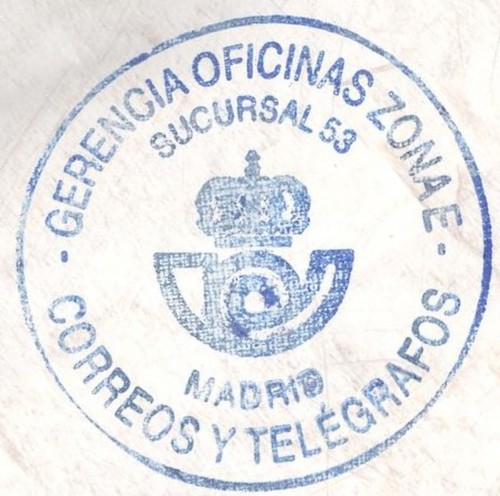 - GERENCIA OFICINAS ZONA E -
SUCURSAL 53
MADRID
CORREOS Y TELÉGRAFOS